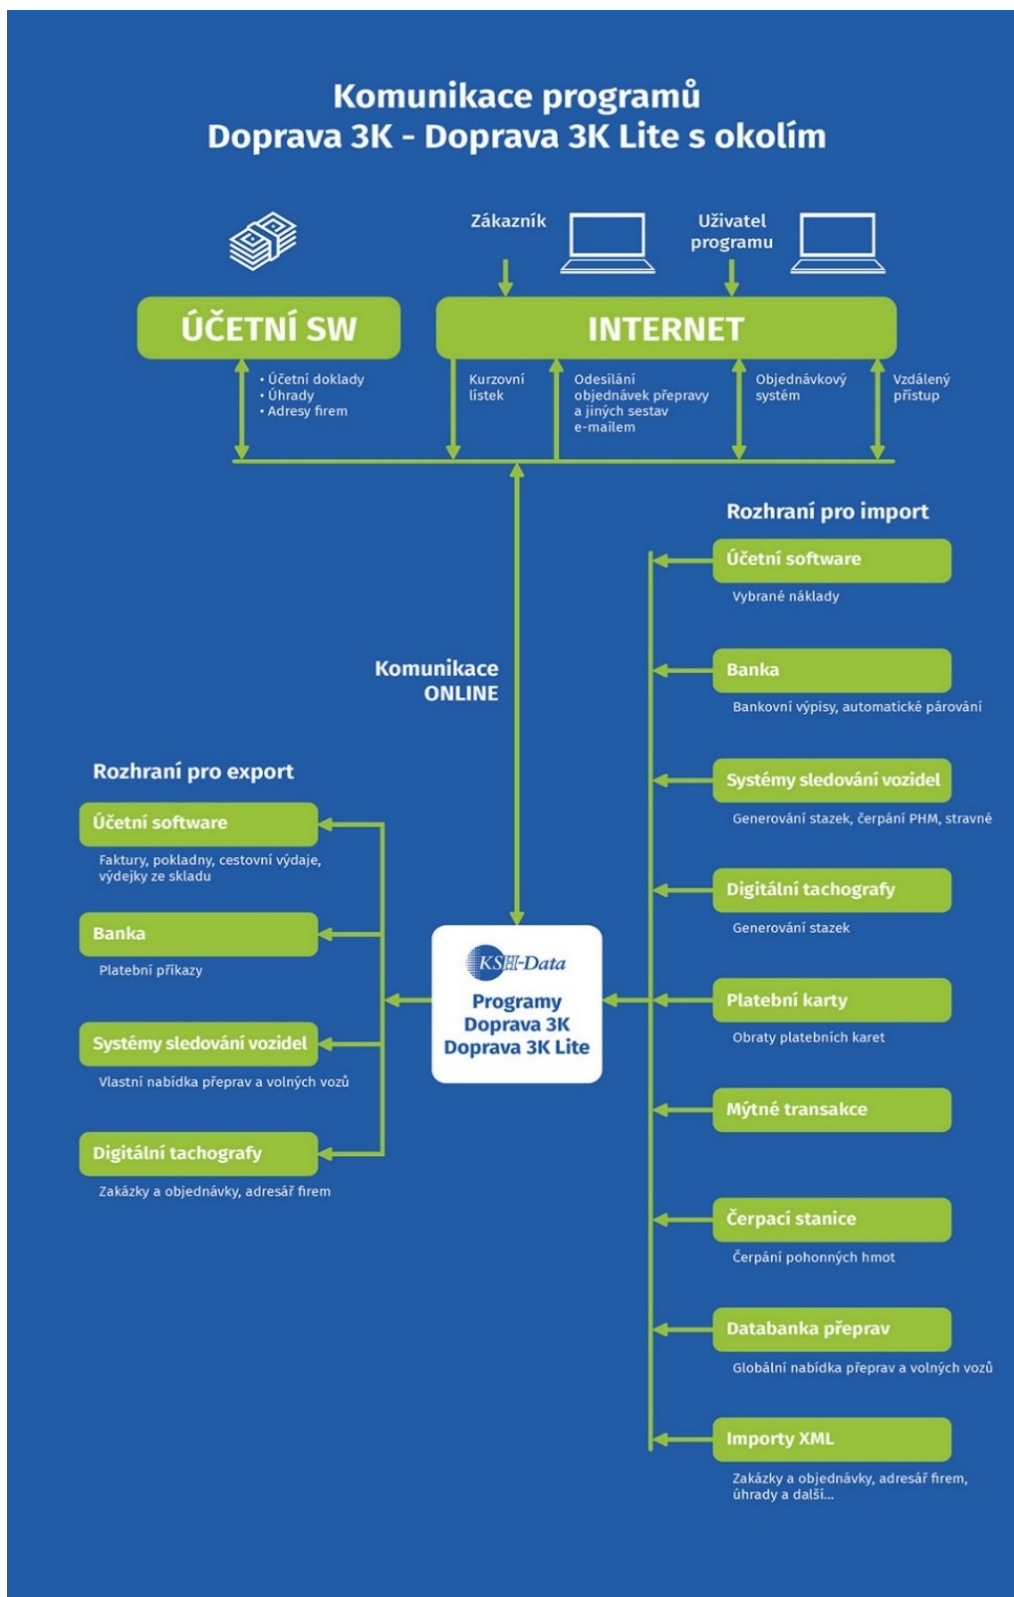 Komunikace programů
Doprava 3K - Doprava 3K Lite s okolím
Zákazník
Uživatel
programu
ÚČETNÍ SW
INTERNET
• Účetní doklady
• Úhrady
• Adresy firem
Kurzovní
lístek
Odesílání
objednávek přepravy
a jiných sestav
e-mailem
Objednávkový
systém
Vzdálený
přístup
Komunikace
ONLINE
Rozhraní pro import
Účetní software
Vybrané náklady
Banka
Bankovní výpisy, automatické párování
Systémy sledování vozidel
Generování stazek, čerpání PHM, stravné
Digitální tachografy
Generování stazek
Platební karty
Obraty platebních karet
Mýtné transakce
Čerpací stanice
Čerpání pohonných hmot
Databanka přeprav
Globální nabídka přeprav a volných vozů
Importy XML
Zakázky a objednávky, adresář firem,
úhrady a další...
Rozhraní pro export
Účetní software
Faktury, pokladny, cestovní výdaje,
výdejky ze skladu
Banka
Platební příkazy
Systémy sledování vozidel
Vlastní nabídka přeprav a volných vozů
Digitální tachografy
Zakázky a objednávky, adresář firem
KSH-Data
Programy
Doprava 3K
Doprava 3K Lite